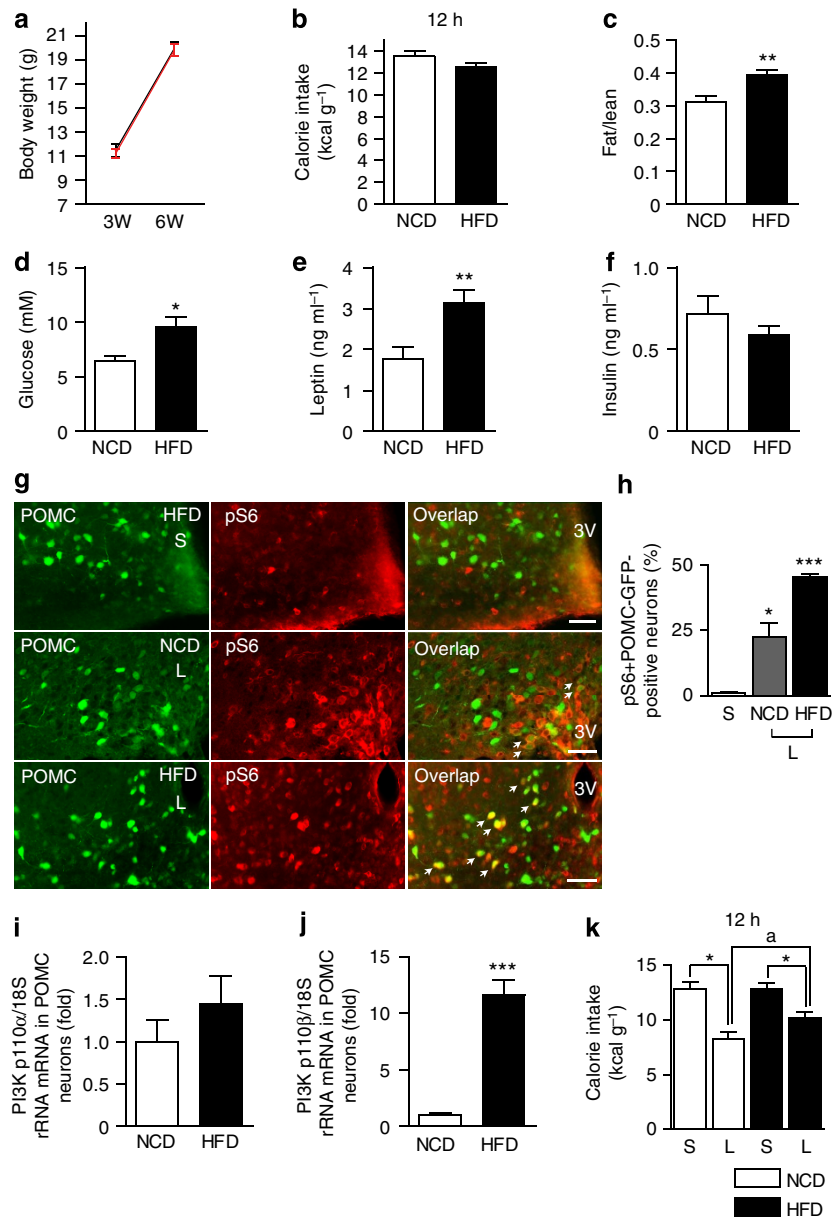 a
Body weight (g)
21
19
17
15
13
11
9
7
3W 6W
b
12 h
Calorie intake
(kcal g⁻¹)
16
14
12
10
8
6
4
2
0
NCD HFD
c
Fat/lean
0.5
0.4
0.3
0.2
0.1
0
**
NCD HFD
d
Glucose (mM)
15
10
5
0
*
NCD HFD
e
Leptin (ng ml⁻¹)
4
3
2
1
0
**
NCD HFD
f
Insulin (ng ml⁻¹)
1.0
0.5
0
NCD HFD
g
POMC HFD
S
pS6
Overlap
3V
POMC NCD
L
pS6
Overlap
3V
POMC HFD
L
pS6
Overlap
3V
h
pS6+POMC-GFP-
positive neurons (%)
50
25
0
*
***
S NCD HFD
L
i
PI3K p110α/18S
rRNA mRNA in POMC
neurons (fold)
2.0
1.5
1.0
0.5
0.0
NCD HFD
j
PI3K p110β/18S
rRNA mRNA in POMC
neurons (fold)
15
10
5
0
***
NCD HFD
k
12 h
Calorie intake
(kcal g⁻¹)
15
10
5
0
a
* *
S L S L
NCD
HFD